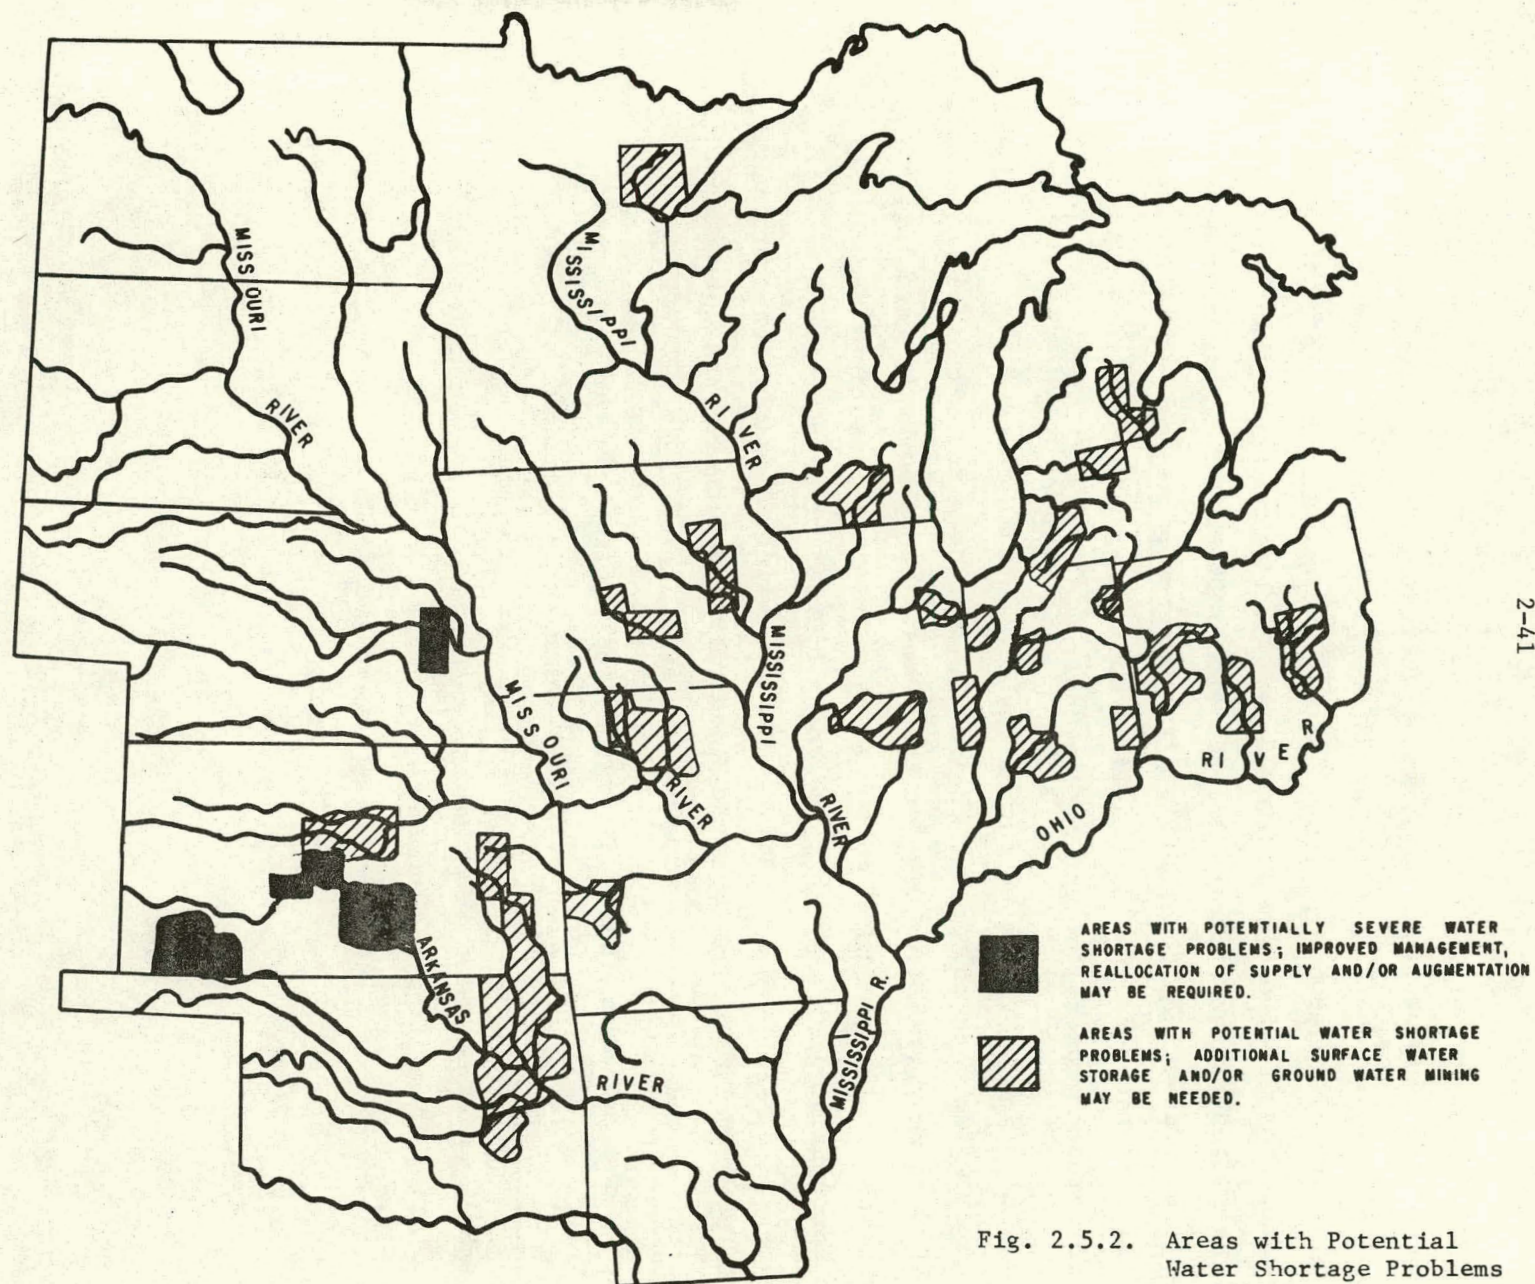 MISSOURI
RIVER
MISSISSIPPI
RIVER
MISSISSIPPI
RIVER
MISSOURI
RIVER
OHIO
RIVER
ARKANSAS
RIVER
MISSISSIPPI R.
AREAS WITH POTENTIALLY SEVERE WATER
SHORTAGE PROBLEMS; IMPROVED MANAGEMENT,
REALLOCATION OF SUPPLY AND/OR AUGMENTATION
MAY BE REQUIRED.
AREAS WITH POTENTIAL WATER SHORTAGE
PROBLEMS; ADDITIONAL SURFACE WATER
STORAGE AND/OR GROUND WATER MINING
MAY BE NEEDED.
Fig. 2.5.2. Areas with Potential
Water Shortage Problems
2-41